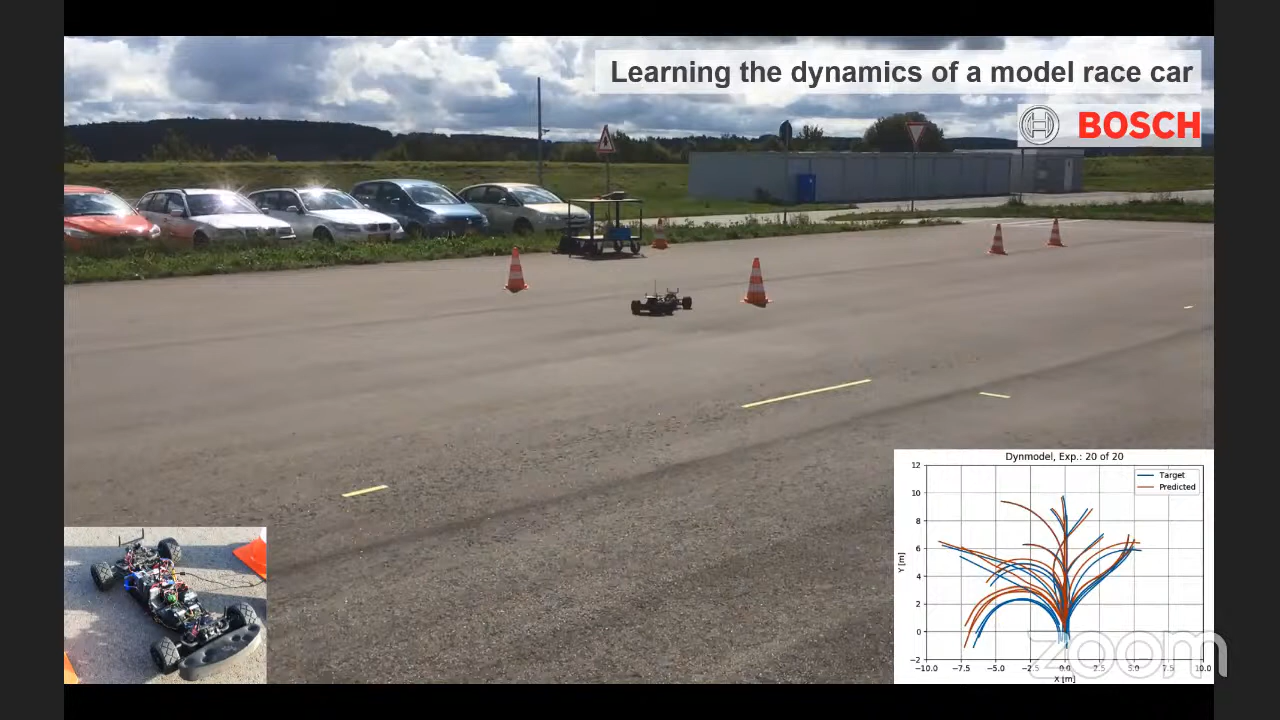 Learning the dynamics of a model race car
BOSCH
Dynmodel, Exp.: 20 of 20
Target
Predicted
12
10
8
6
4
2
0
−2
Y [m]
−10.0 −7.5 −5.0 −2.5 0.0 2.5 5.0 7.5 10.0
X [m]
zoom